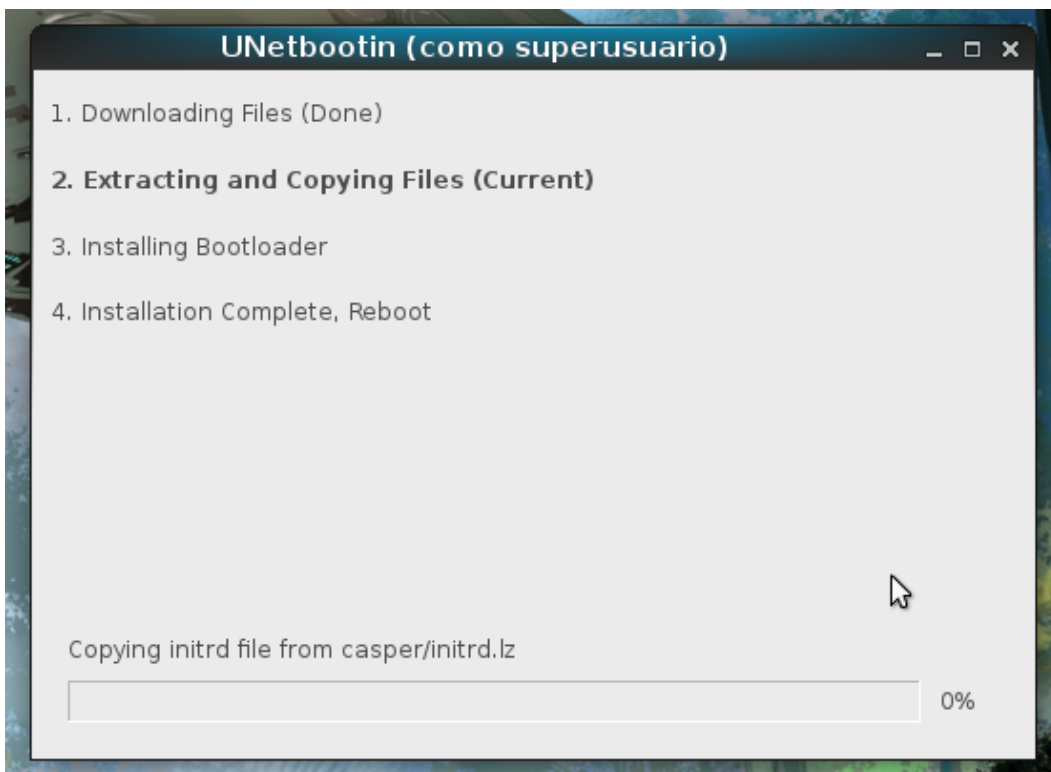 UNetbootin (como superusuario)
1. Downloading Files (Done)
2. Extracting and Copying Files (Current)
3. Installing Bootloader
4. Installation Complete, Reboot
Copying initrd file from casper/initrd.lz
0%